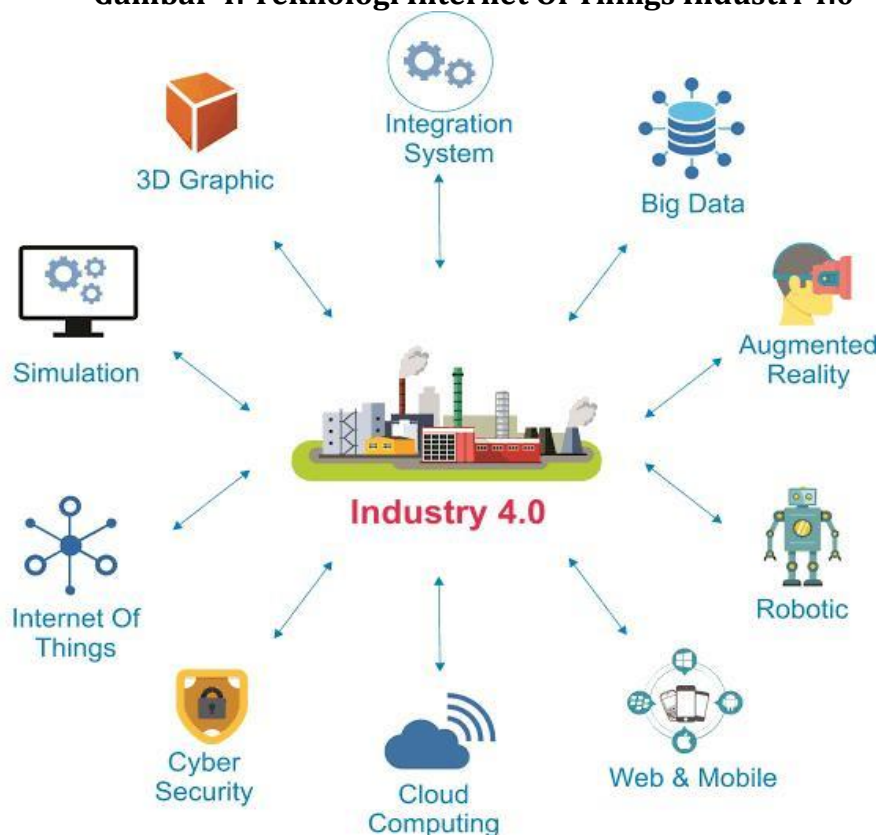 Gambar 1. Teknologi Internet Of Things Industri 4.0
Integration
System
3D Graphic
Big Data
Simulation
Augmented
Reality
Industry 4.0
Internet Of
Things
Robotic
Cyber
Security
Cloud
Computing
Web & Mobile